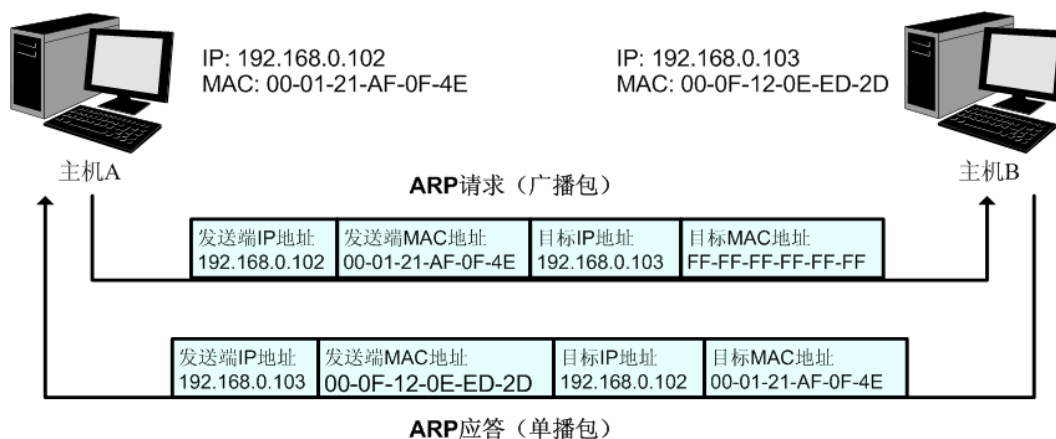 IP: 192.168.0.102
MAC: 00-01-21-AF-0F-4E
IP: 192.168.0.103
MAC: 00-0F-12-0E-ED-2D
主机A
主机B
ARP请求（广播包）
发送端IP地址
192.168.0.102
发送端MAC地址
00-01-21-AF-0F-4E
目标IP地址
192.168.0.103
目标MAC地址
FF-FF-FF-FF-FF-FF
发送端IP地址
192.168.0.103
发送端MAC地址
00-0F-12-0E-ED-2D
目标IP地址
192.168.0.102
目标MAC地址
00-01-21-AF-0F-4E
ARP应答（单播包）